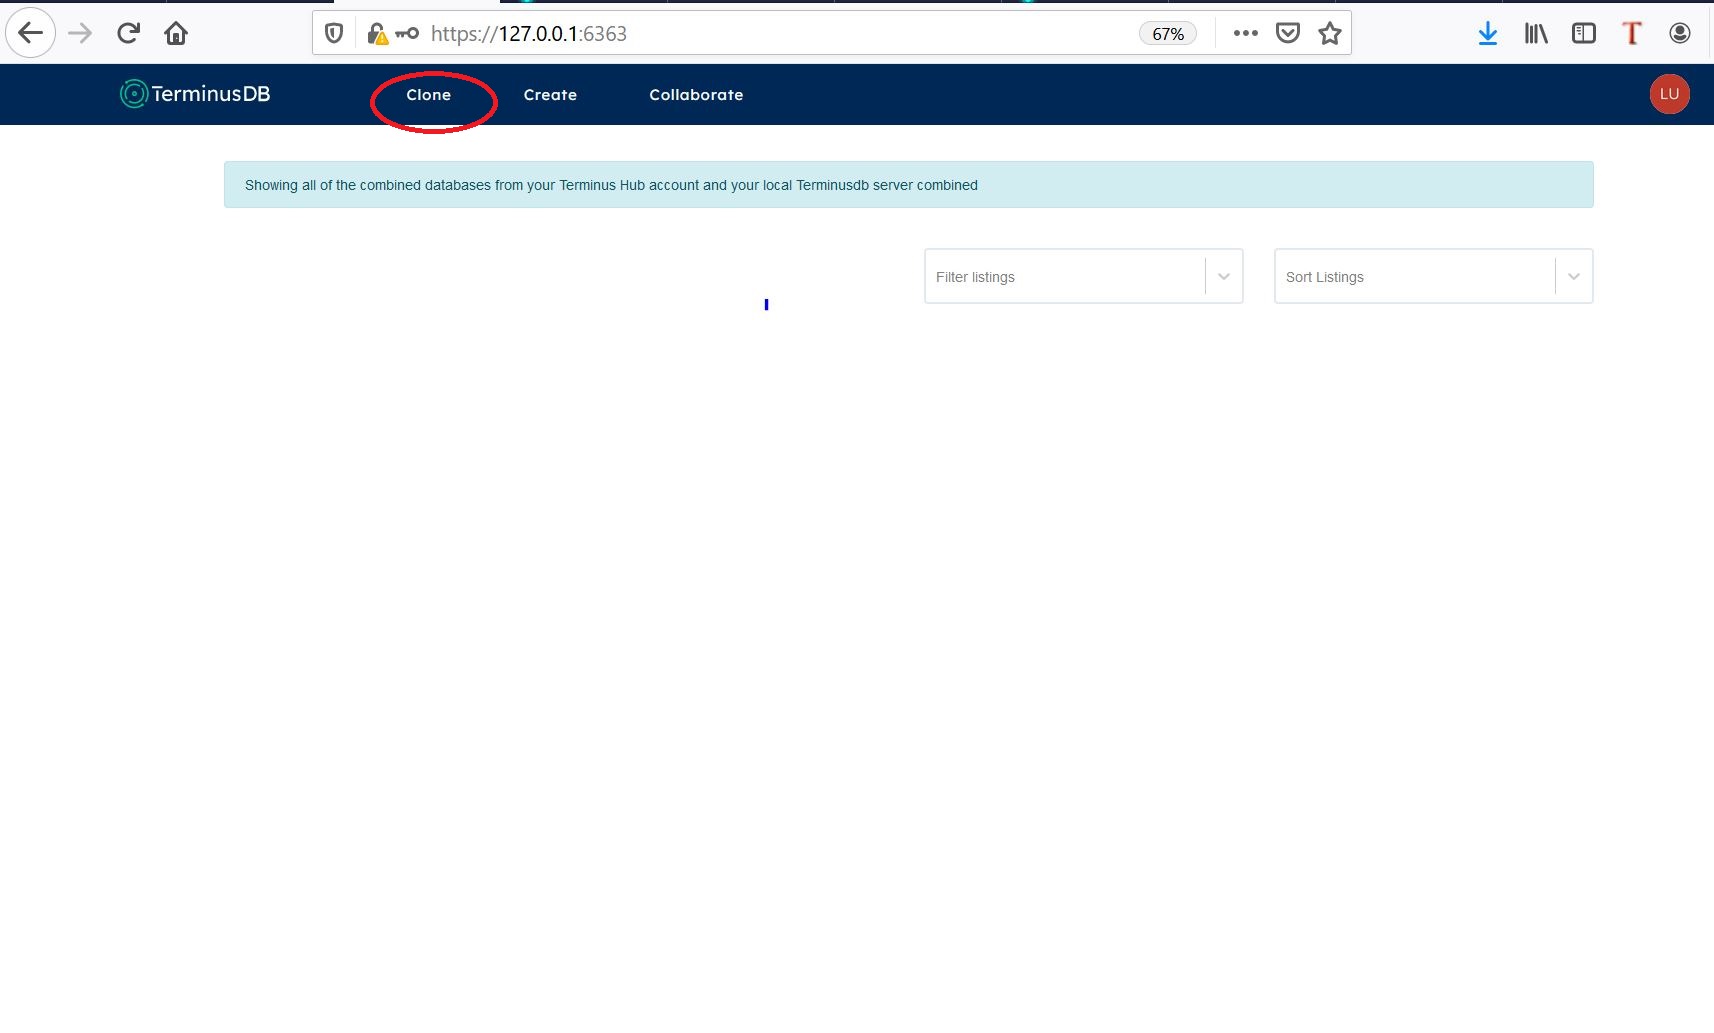 https://127.0.0.1:6363
67%
T
TerminusDB
Clone
Create
Collaborate
LU
Showing all of the combined databases from your Terminus Hub account and your local Terminusdb server combined
Filter listings
Sort Listings